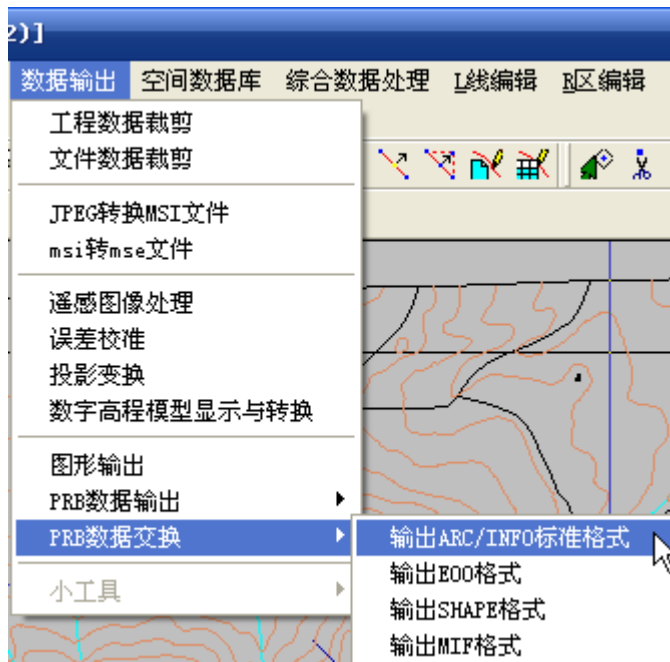 2)]
数据输出 空间数据库 综合数据处理 L线编辑 R区编辑
工程数据裁剪
文件数据裁剪
JPEG转换MSI文件
msi转mse文件
遥感图像处理
误差校准
投影变换
数字高程模型显示与转换
图形输出
PRB数据输出
PRB数据交换
小工具
输出ARC/INFO标准格式
输出E00格式
输出SHAPE格式
输出MIF格式